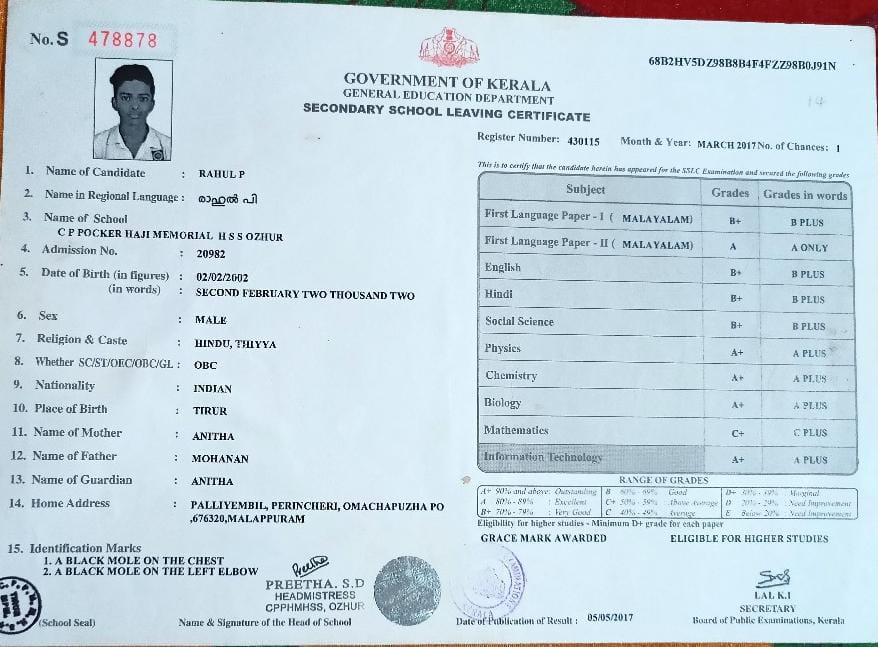 No. S 478878
68B2HV5DZ98B8B4F4FZZ98B0J91N
GOVERNMENT OF KERALA
GENERAL EDUCATION DEPARTMENT
SECONDARY SCHOOL LEAVING CERTIFICATE
Register Number: 430115 Month & Year: MARCH 2017 No. of Chances: 1
This is to certify that the candidate herein has appeared for the SSLC Examination and secured the following grades
1. Name of Candidate : RAHUL P
2. Name in Regional Language : രാഹുൽ പി
3. Name of School
C P POCKER HAJI MEMORIAL H S S OZHUR
4. Admission No. : 20982
5. Date of Birth (in figures) : 02/02/2002
(in words) : SECOND FEBRUARY TWO THOUSAND TWO
6. Sex : MALE
7. Religion & Caste : HINDU, THIYYA
8. Whether SC/ST/OEC/OBC/GL : OBC
9. Nationality : INDIAN
10. Place of Birth : TIRUR
11. Name of Mother : ANITHA
12. Name of Father : MOHANAN
13. Name of Guardian : ANITHA
14. Home Address : PALLIYEMBIL, PERINCHERI, OMACHAPUZHA PO
,676320,MALAPPURAM
15. Identification Marks
1. A BLACK MOLE ON THE CHEST
2. A BLACK MOLE ON THE LEFT ELBOW
Preetha
PREETHA. S.D
HEADMISTRESS
CPPHMHSS, OZHUR
(School Seal) Name & Signature of the Head of School
Subject Grades Grades in words
First Language Paper - I ( MALAYALAM) B+ B PLUS
First Language Paper - II ( MALAYALAM) A A ONLY
English B+ B PLUS
Hindi B+ B PLUS
Social Science B+ B PLUS
Physics A+ A PLUS
Chemistry A+ A PLUS
Biology A+ A PLUS
Mathematics C+ C PLUS
Information Technology A+ A PLUS
RANGE OF GRADES
A+ 90% and above: Outstanding B 60% - 69% Good D+ 30% - 39% : Marginal
A 80% - 89% : Excellent C+ 50% - 59% : Above Average D 20% - 29% : Need Improvement
B+ 70% - 79% : Very Good C 40% - 49% : Average E Below 20% : Need Improvement
Eligibility for higher studies - Minimum D+ grade for each paper
GRACE MARK AWARDED ELIGIBLE FOR HIGHER STUDIES
LAL K.I
SECRETARY
Date of Publication of Result : 05/05/2017 Board of Public Examinations, Kerala